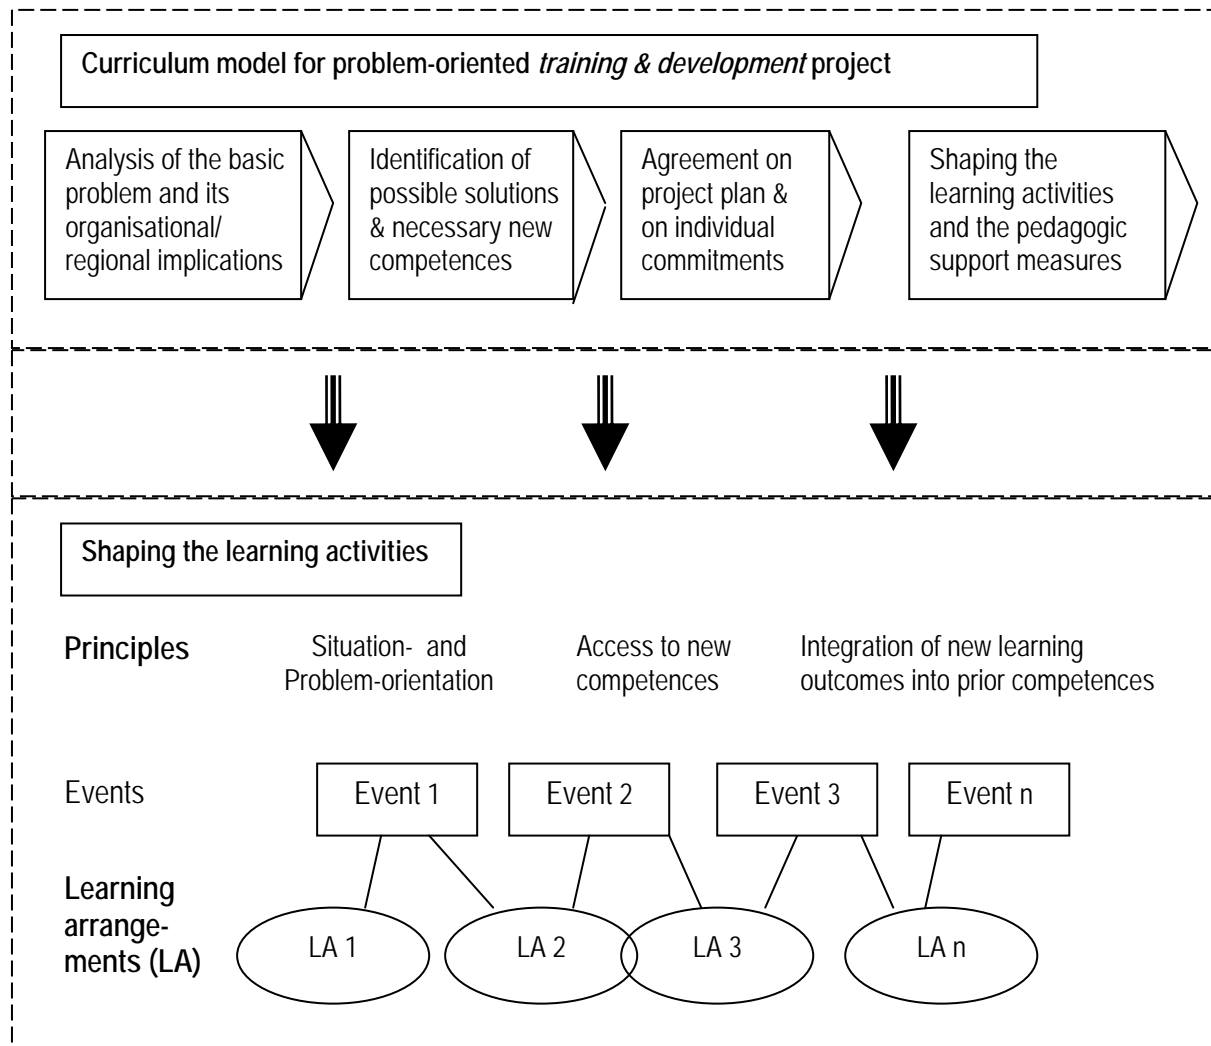 Curriculum model for problem-oriented training & development project
Analysis of the basic
problem and its
organisational/
regional implications
Identification of
possible solutions
& necessary new
competences
Agreement on
project plan &
on individual
commitments
Shaping the
learning activities
and the pedagogic
support measures
Shaping the learning activities
Principles
Situation- and
Problem-orientation
Access to new
competences
Integration of new learning
outcomes into prior competences
Events
Event 1
Event 2
Event 3
Event n
Learning
arrange-
ments (LA)
LA 1
LA 2
LA 3
LA n